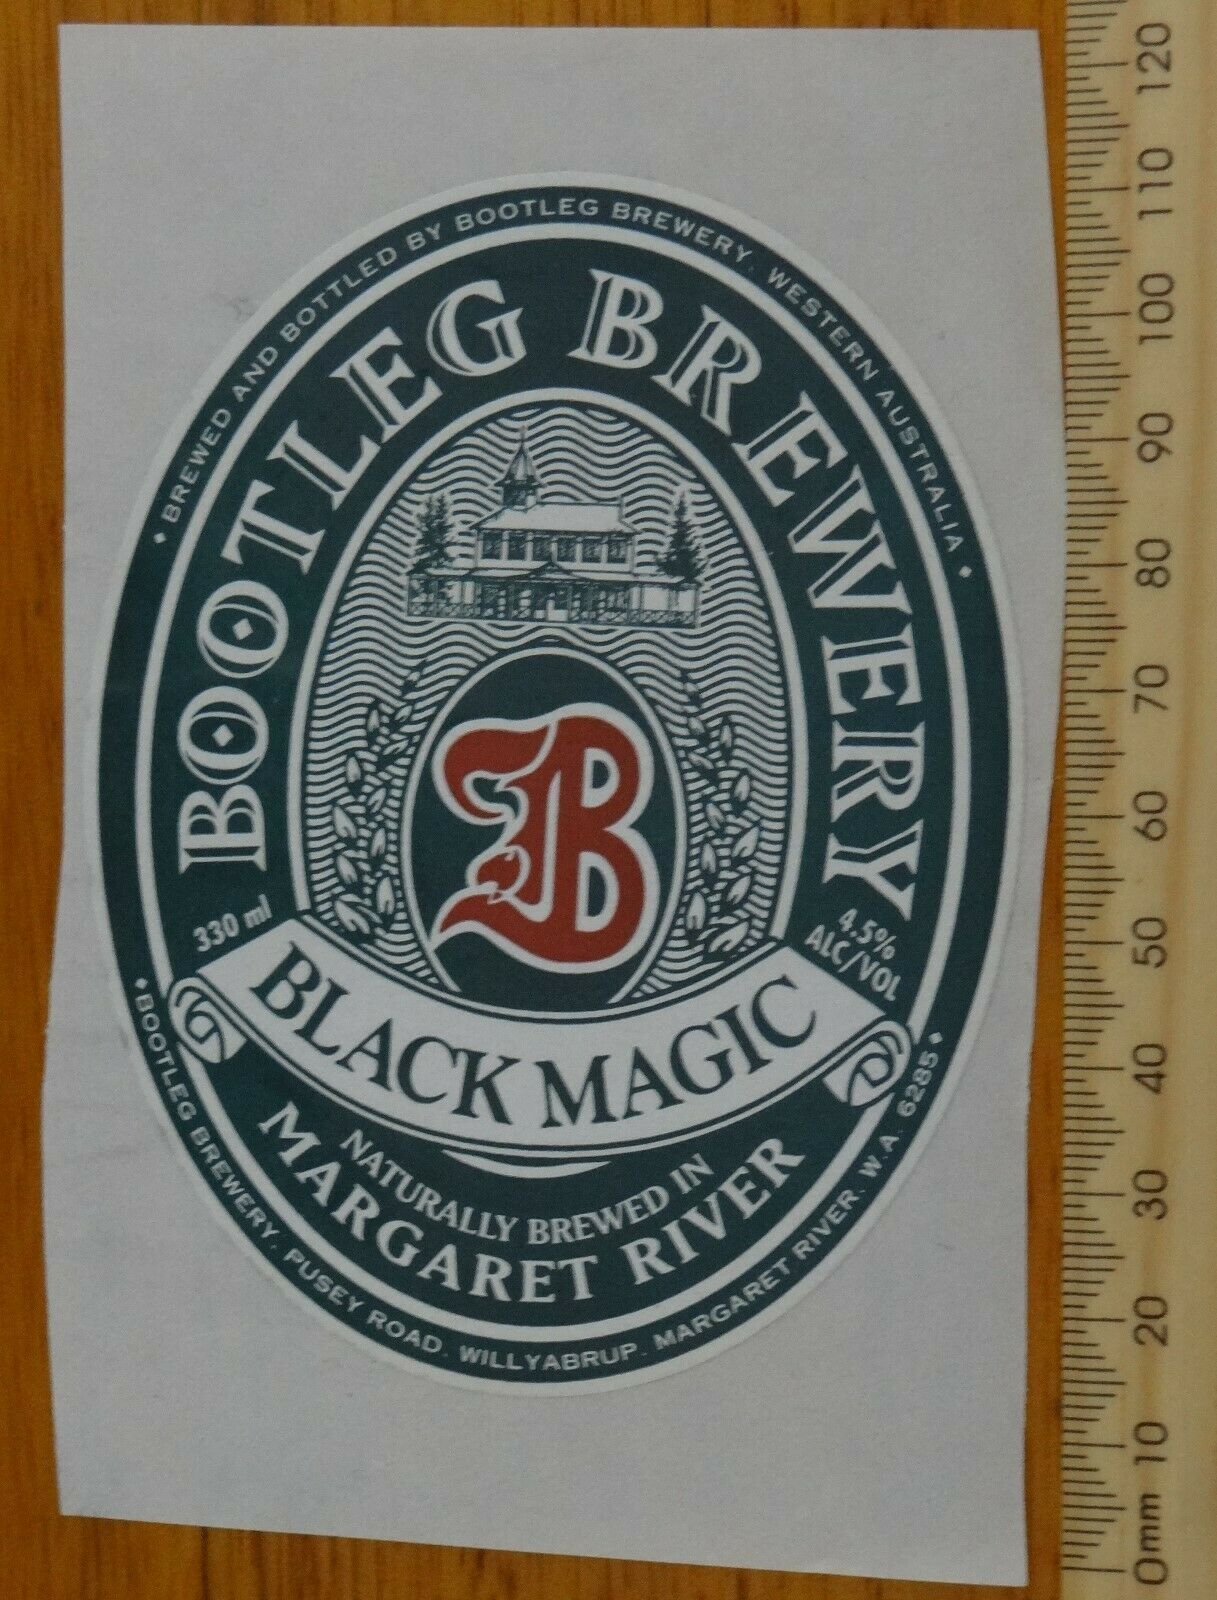 BREWED AND BOTTLED BY BOOTLEG BREWERY. WESTERN AUSTRALIA
BOOTLEG BREWERY
B
330 ml
4.5%
ALC/VOL
BLACK MAGIC
NATURALLY BREWED IN
MARGARET RIVER
BOOTLEG BREWERY. PUSEY ROAD. WILLYABRUP. MARGARET RIVER. W.A. 6285
120
110
100
90
80
70
60
50
40
30
20
10
0mm